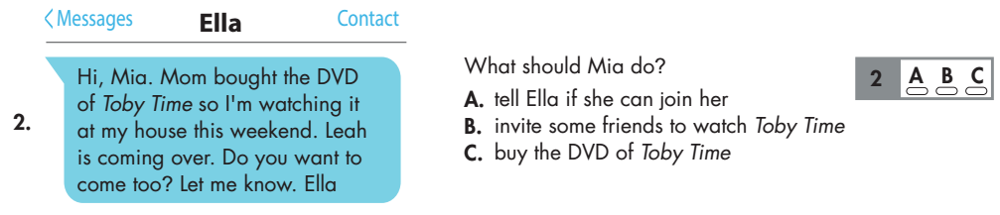 Messages Ella Contact
2.
Hi, Mia. Mom bought the DVD
of Toby Time so I'm watching it
at my house this weekend. Leah
is coming over. Do you want to
come too? Let me know. Ella
What should Mia do?
A. tell Ella if she can join her
B. invite some friends to watch Toby Time
C. buy the DVD of Toby Time
2 A B C